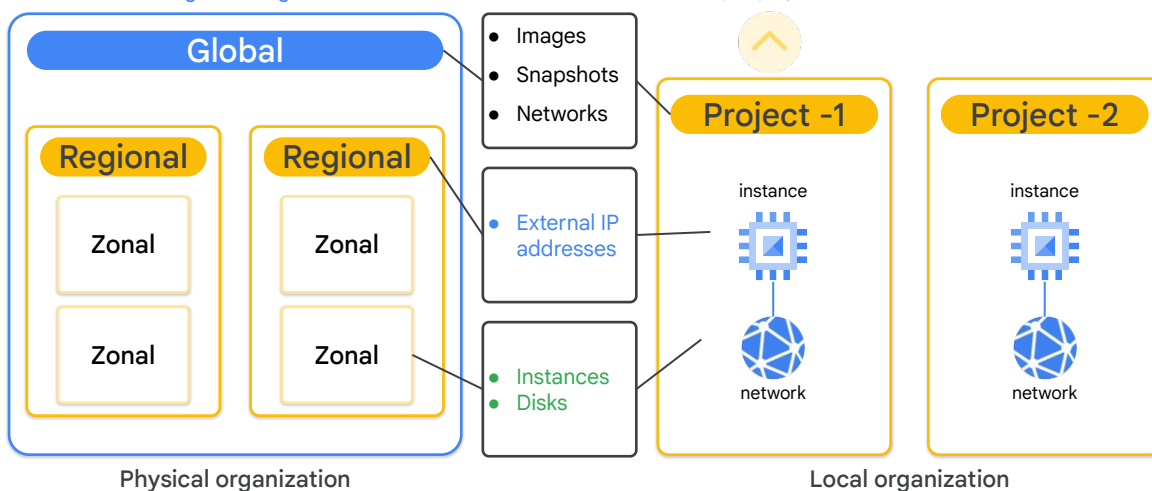 Global
Regional
Zonal
Zonal
Regional
Zonal
Zonal
Physical organization
Images
Snapshots
Networks
External IP
addresses
Instances
Disks
Project -1
instance
network
Project -2
instance
network
Local organization